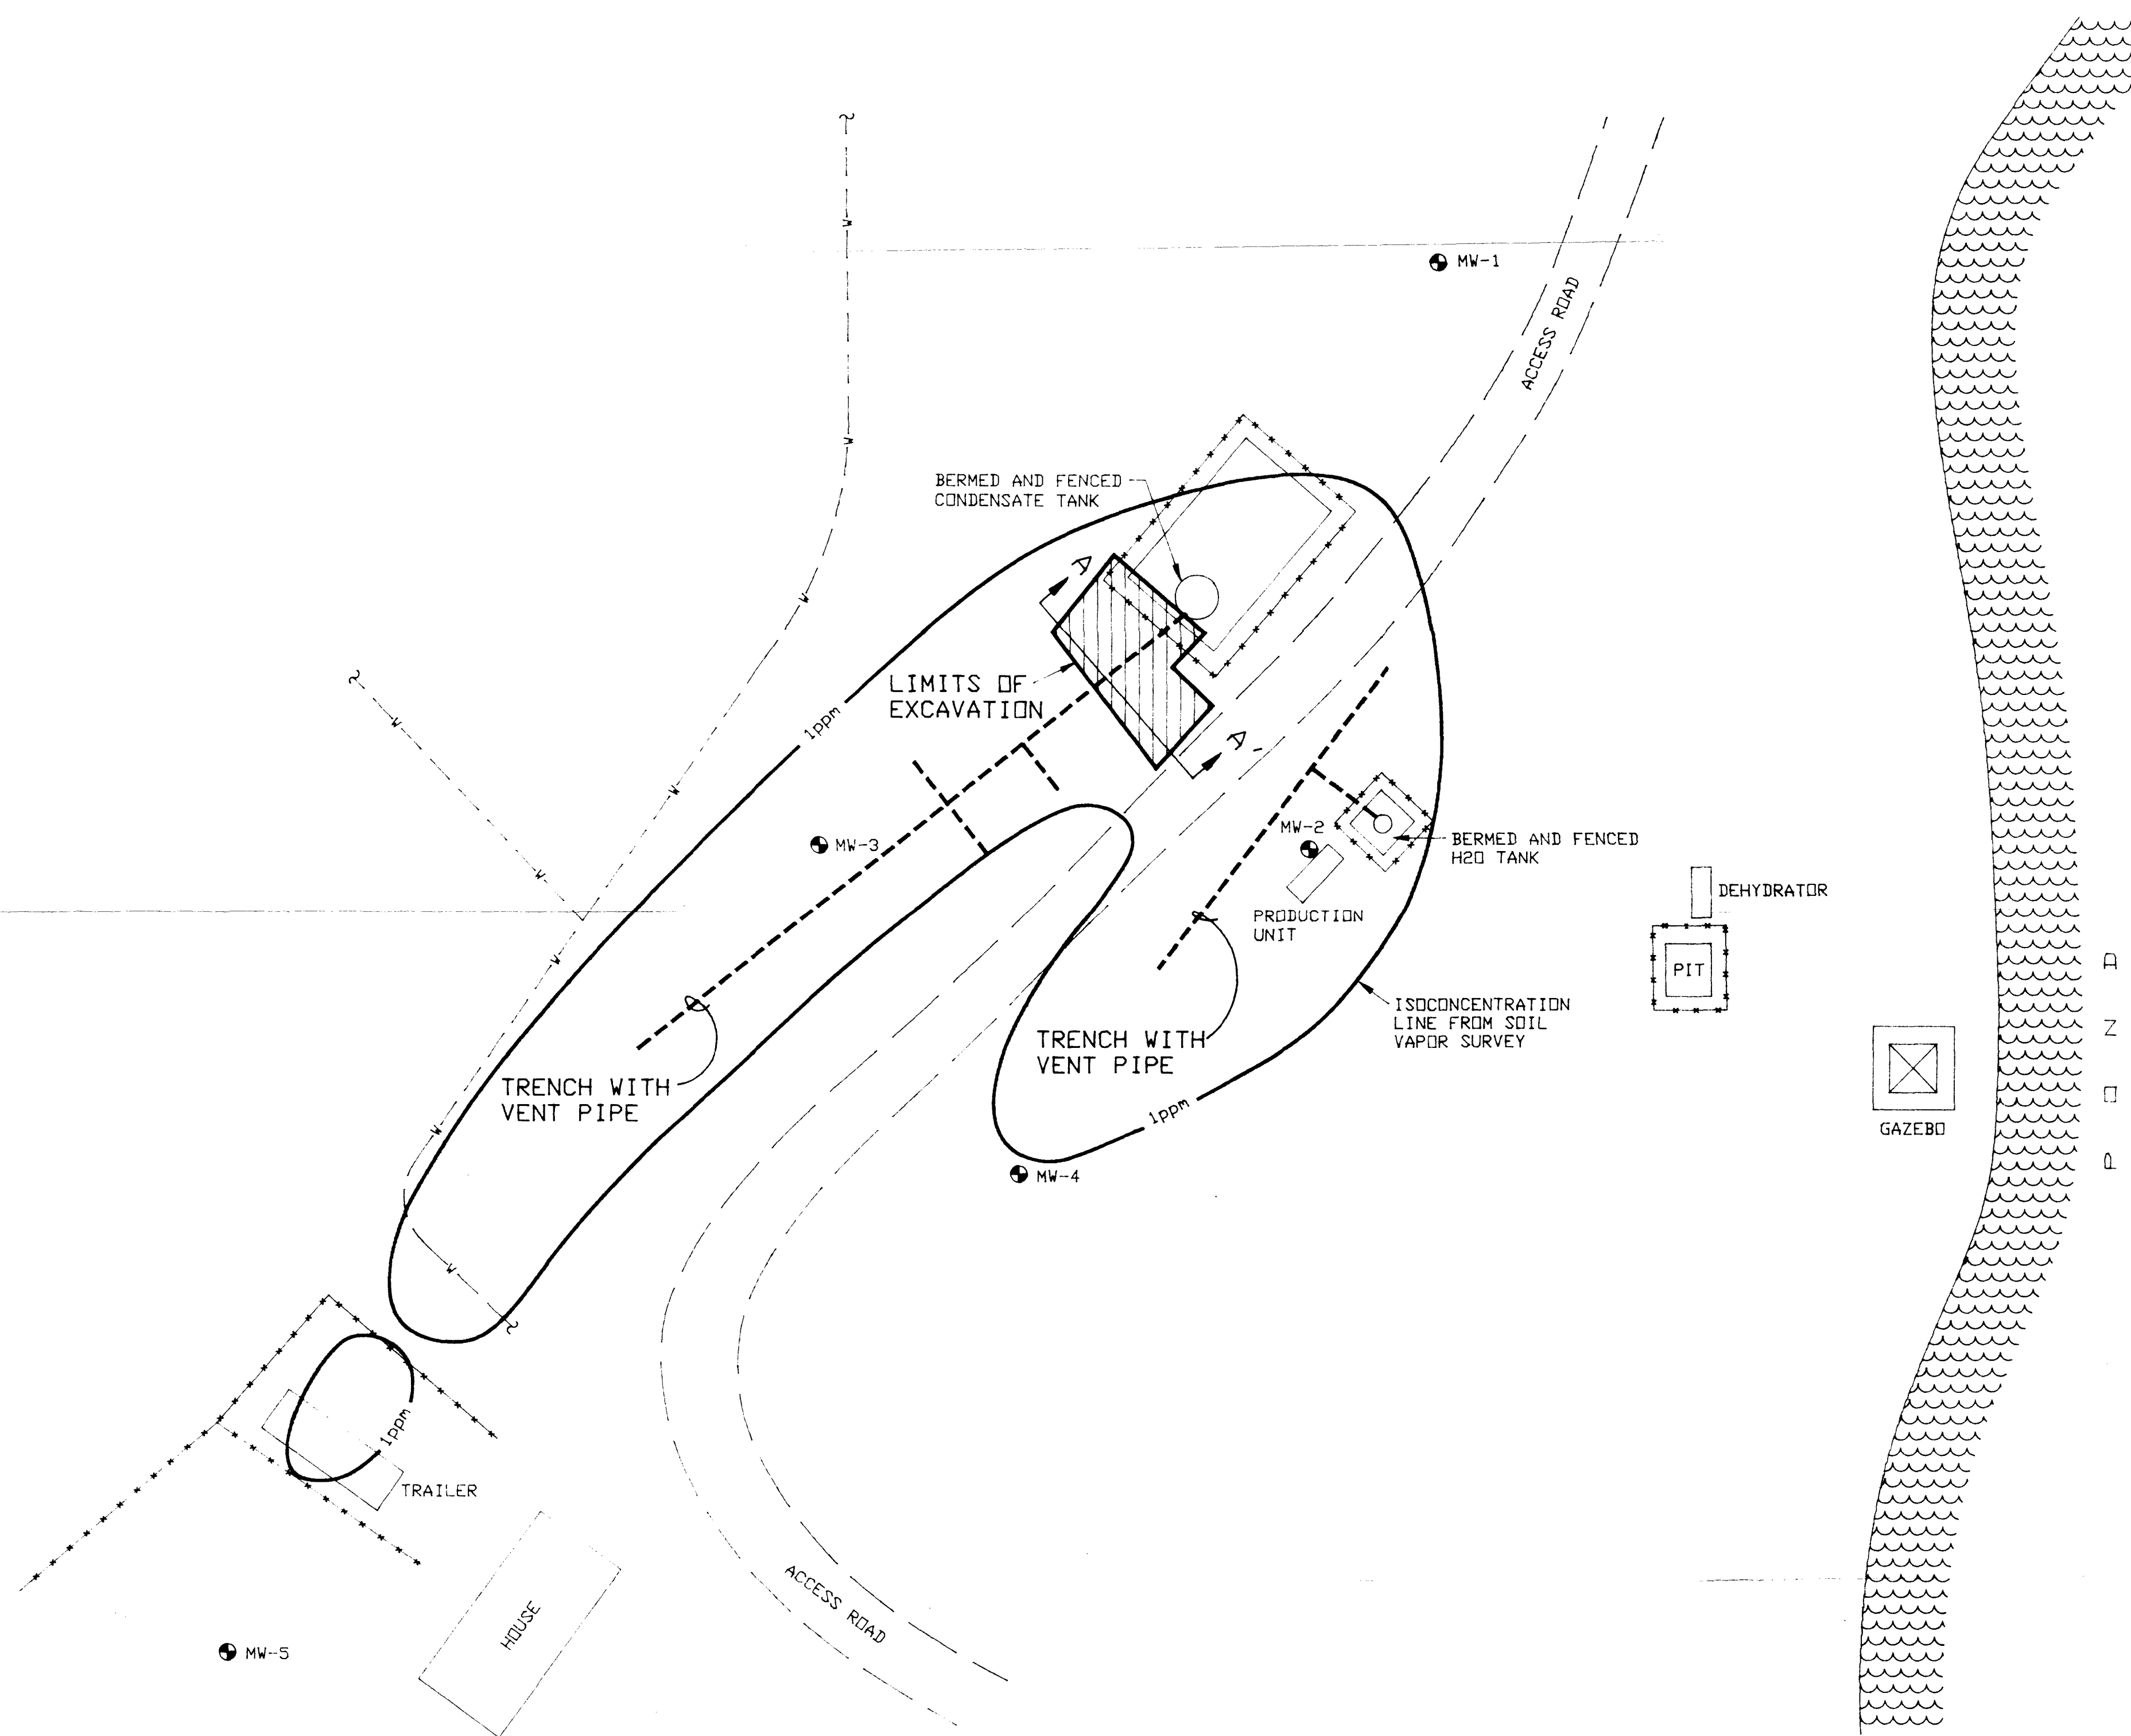 MW-1
ACCESS ROAD
BERMED AND FENCED
CONDENSATE TANK
A
LIMITS OF
EXCAVATION
1ppm
A'
MW-3
MW-2
BERMED AND FENCED
H2O TANK
DEHYDRATOR
PRODUCTION
UNIT
PIT
ISOCONCENTRATION
LINE FROM SOIL
VAPOR SURVEY
TRENCH WITH
VENT PIPE
TRENCH WITH
VENT PIPE
1ppm
GAZEBO
P O N D
MW-4
1ppm
TRAILER
HOUSE
ACCESS ROAD
MW-5
W
W
W
W
W
W
W
W
W